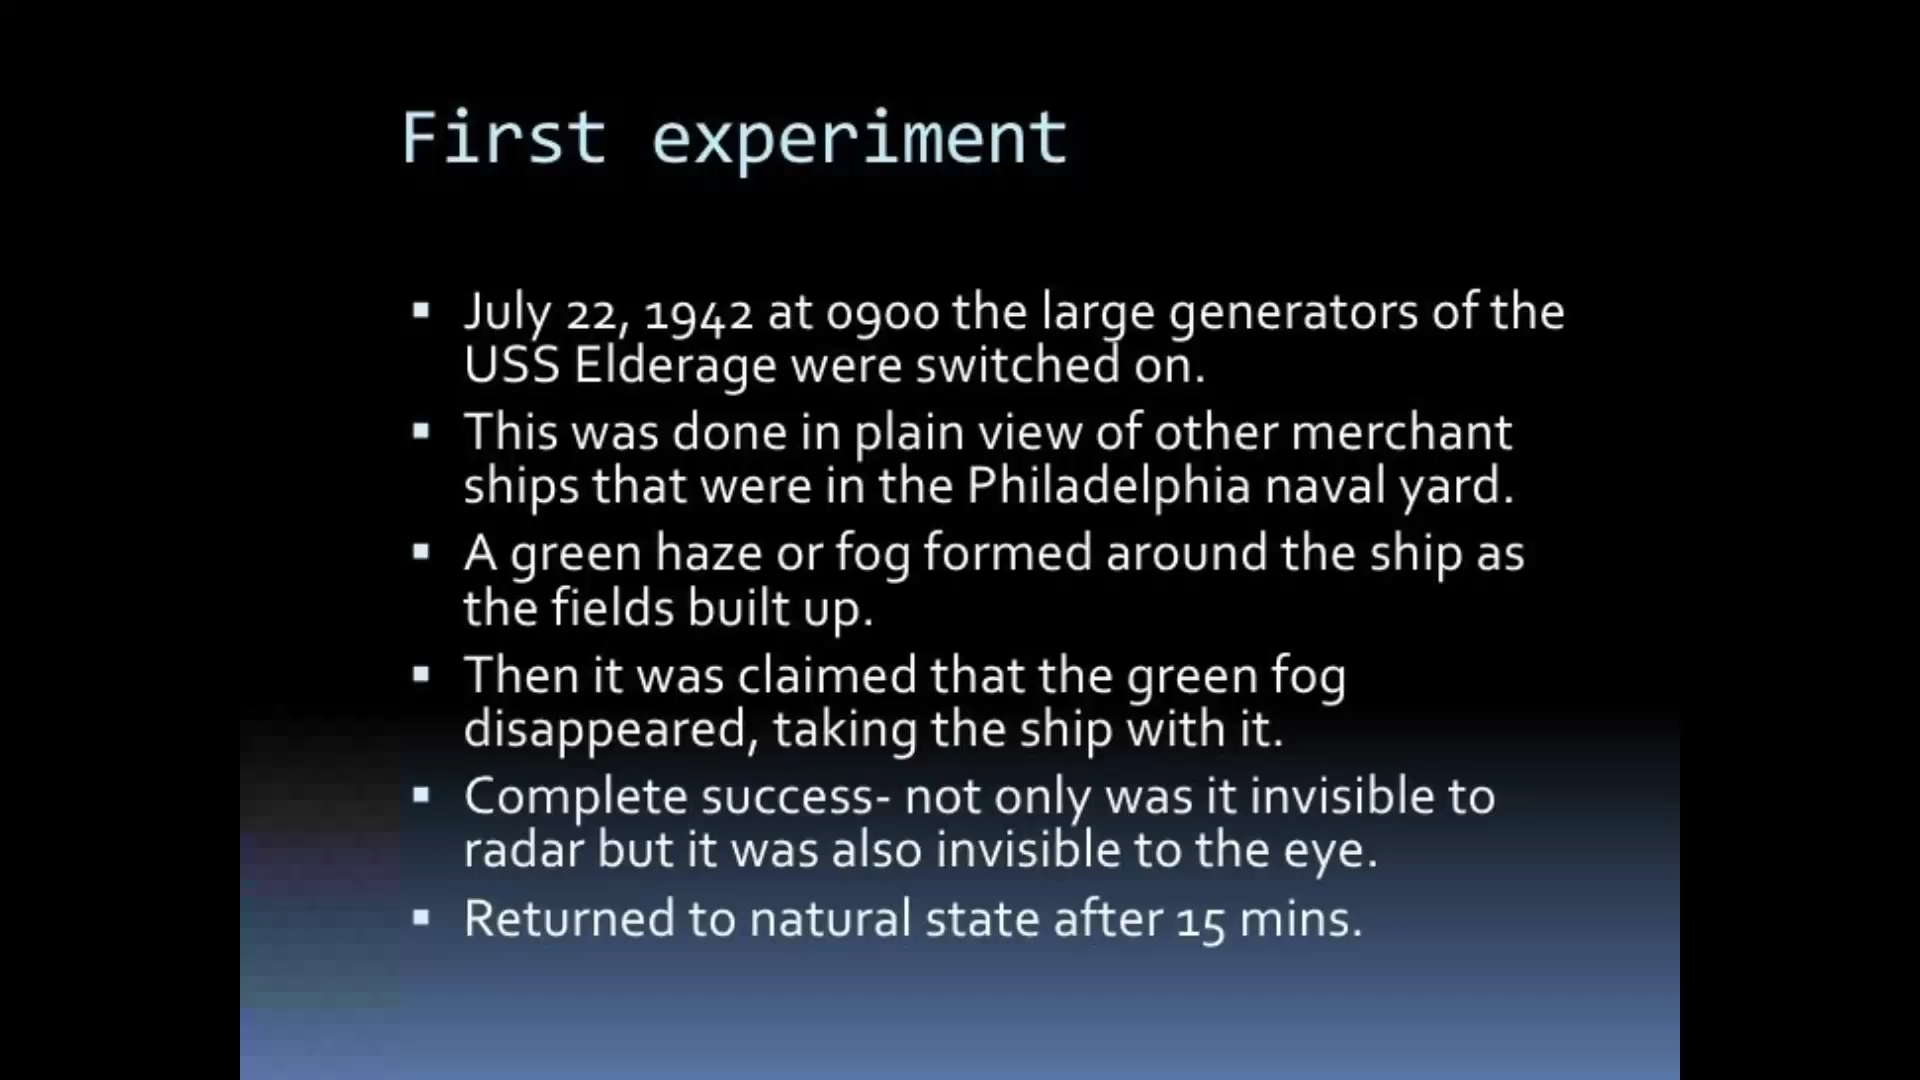 First experiment
▪ July 22, 1942 at 0900 the large generators of the
USS Elderage were switched on.
▪ This was done in plain view of other merchant
ships that were in the Philadelphia naval yard.
▪ A green haze or fog formed around the ship as
the fields built up.
▪ Then it was claimed that the green fog
disappeared, taking the ship with it.
▪ Complete success- not only was it invisible to
radar but it was also invisible to the eye.
▪ Returned to natural state after 15 mins.